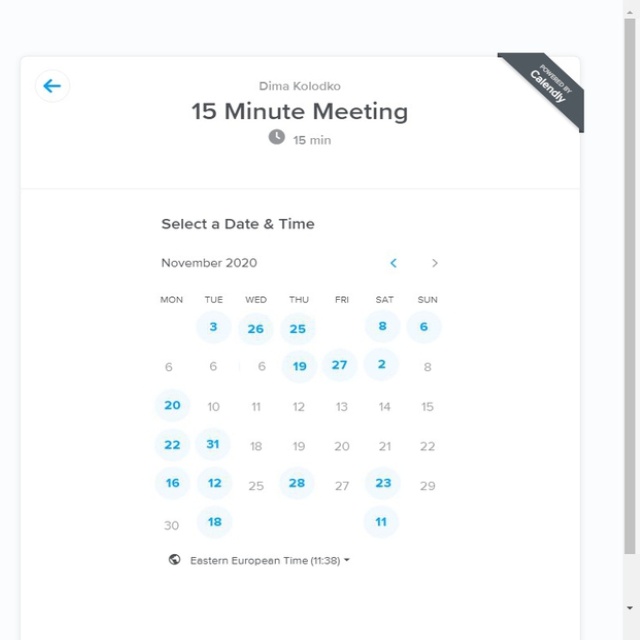 POWERED BY
Calendly
Dima Kolodko
15 Minute Meeting
15 min
Select a Date & Time
November 2020
MON TUE WED THU FRI SAT SUN
3 26 25 8 6
6 6 6 19 27 2 8
20 10 11 12 13 14 15
22 31 18 19 20 21 22
16 12 25 28 27 23 29
30 18 11
Eastern European Time (11:38)